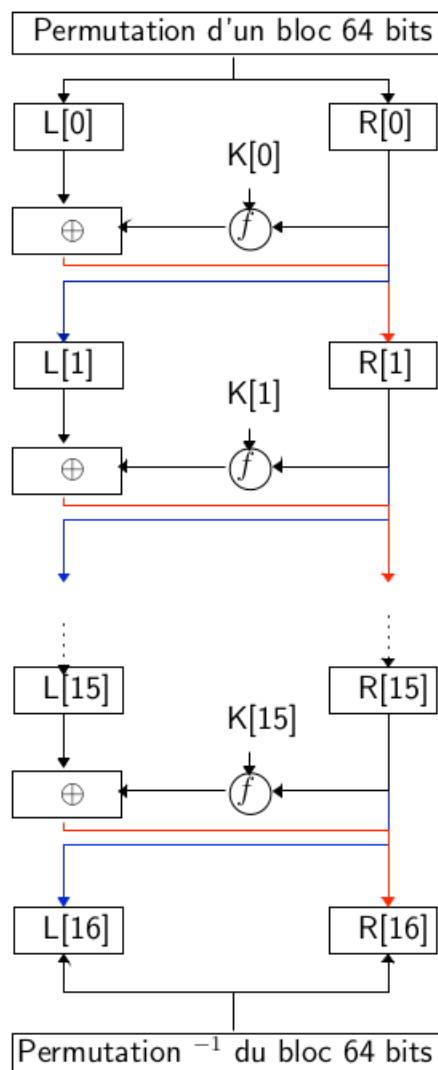 Permutation d'un bloc 64 bits
L[0] R[0]
K[0]
⊕ f
L[1] R[1]
K[1]
⊕ f
L[15] R[15]
K[15]
⊕ f
L[16] R[16]
Permutation ⁻¹ du bloc 64 bits